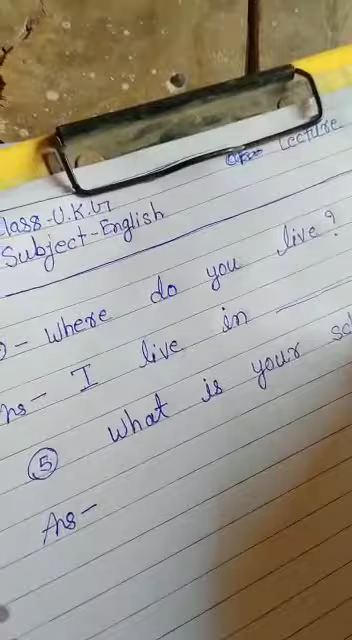 Lecture
Class-U.K.G
Subject-English
- Where do you live?
Ans- I live in
5 What is your
Ans-